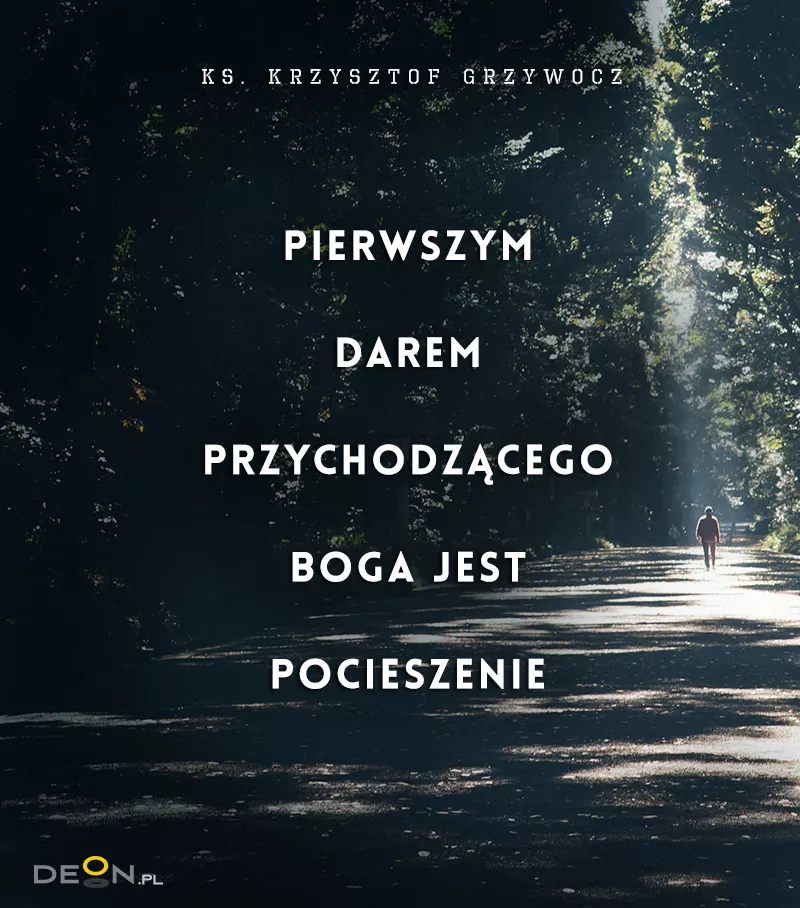 KS. KRZYSZTOF GRZYWOCZ
PIERWSZYM
DAREM
PRZYCHODZĄCEGO
BOGA JEST
POCIESZENIE
DEON.PL